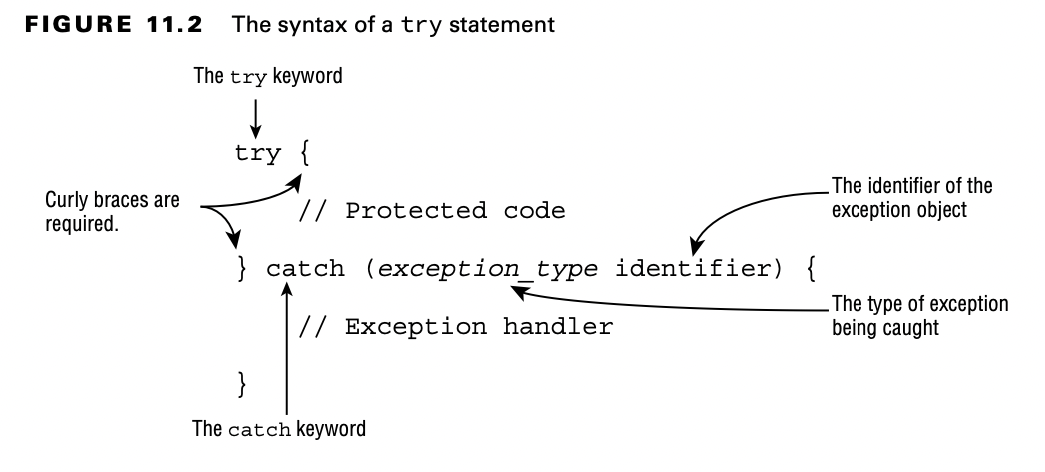 FIGURE 11.2 The syntax of a try statement
The try keyword
try {
Curly braces are
required.
// Protected code
The identifier of the
exception object
} catch (exception_type identifier) {
The type of exception
being caught
// Exception handler
}
The catch keyword